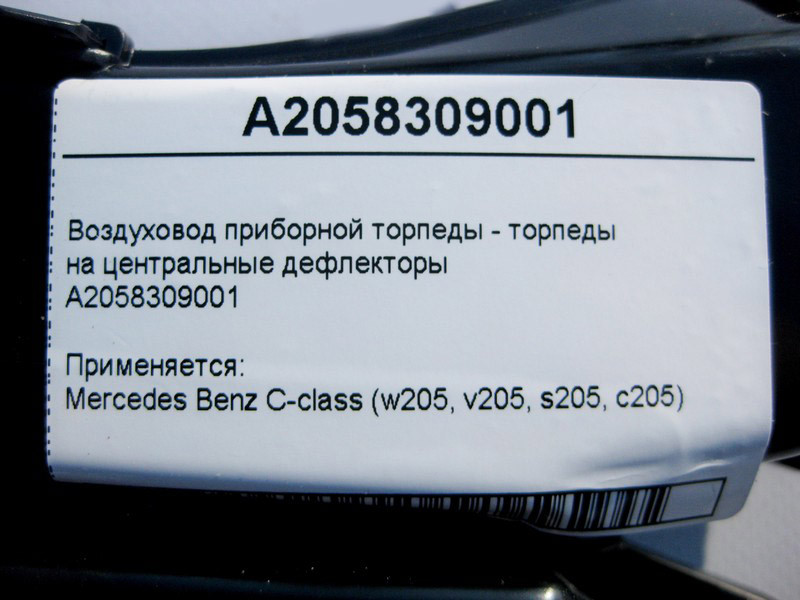 A2058309001
Воздуховод приборной торпеды - торпеды
на центральные дефлекторы
A2058309001
Применяется:
Mercedes Benz C-class (w205, v205, s205, c205)